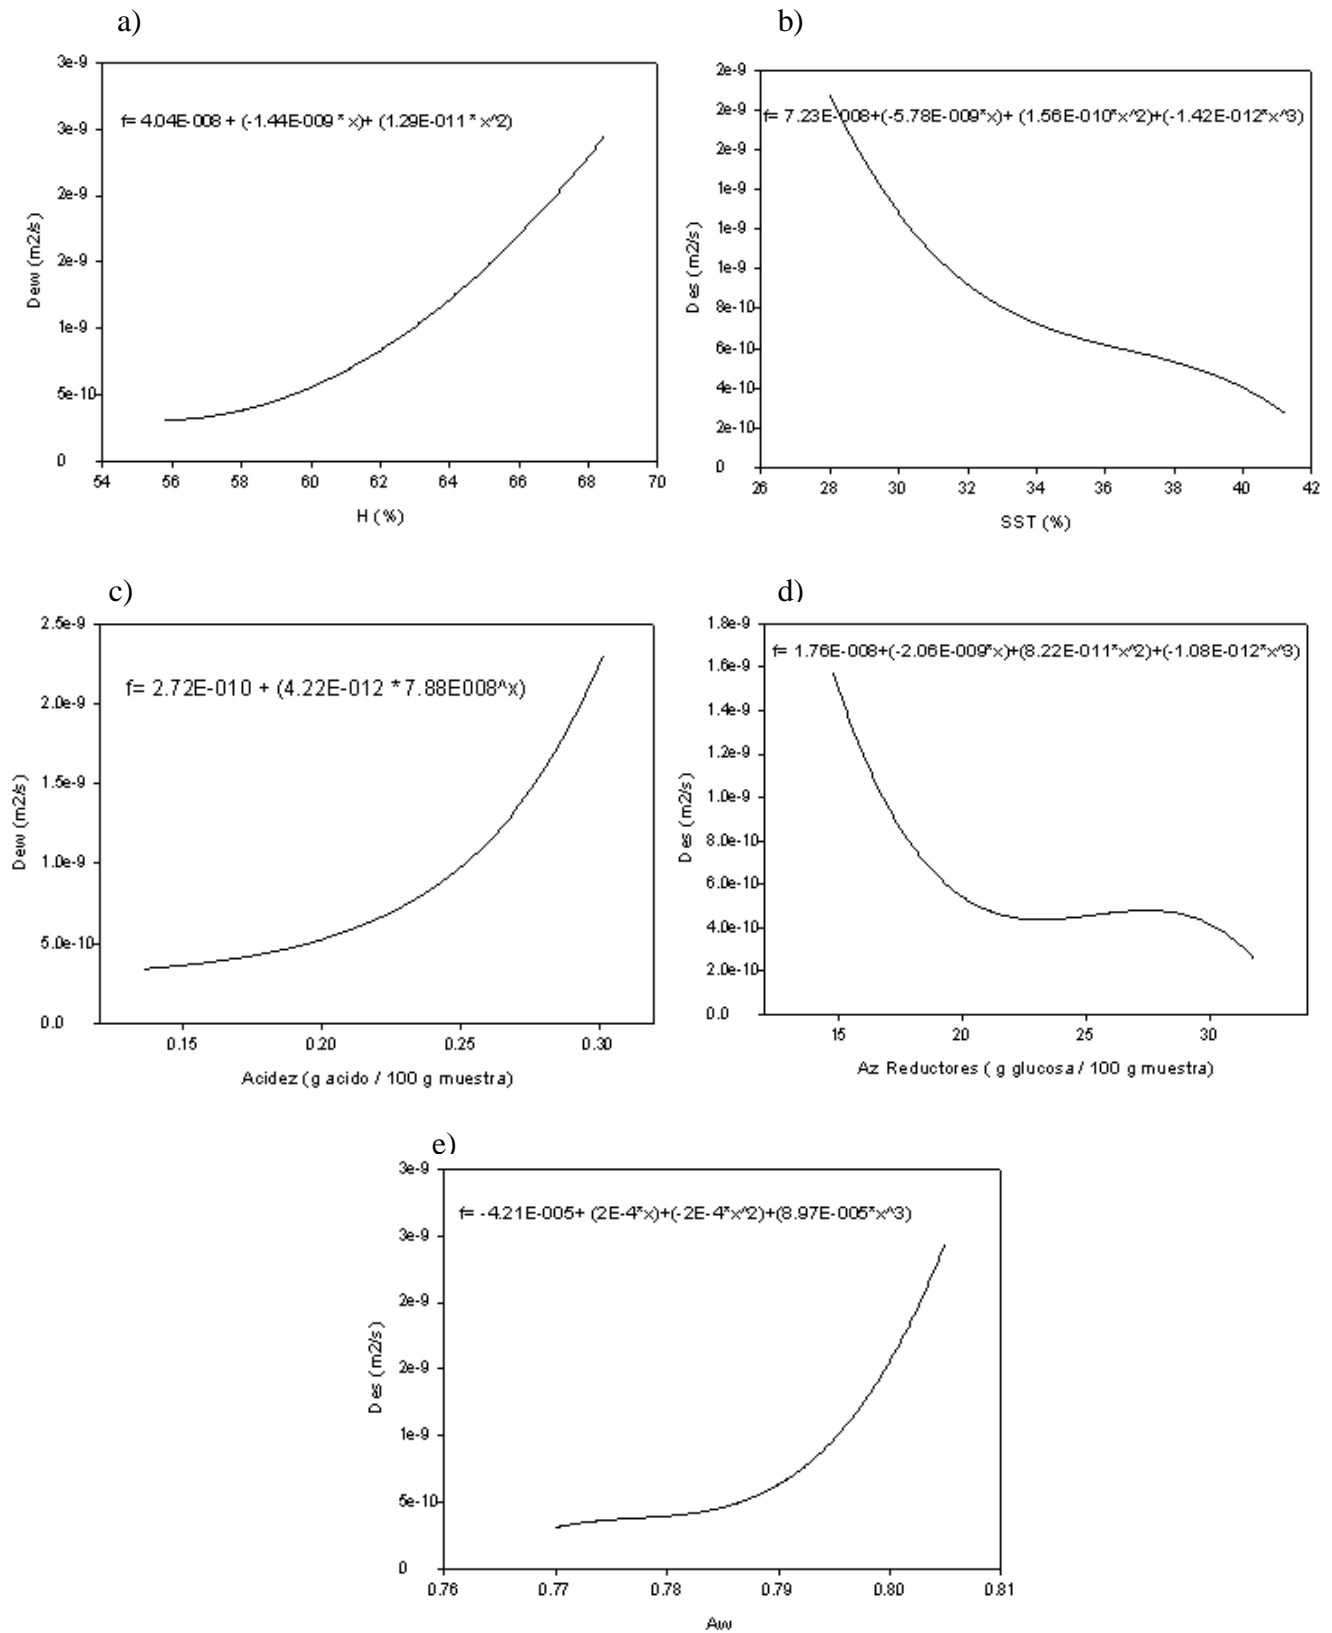 a)
3e-9
3e-9
2e-9
2e-9
1e-9
5e-10
0
f= 4.04E-008 + (-1.44E-009 * x)+ (1.29E-011 * x^2)
Dew (m2/s)
54 56 58 60 62 64 66 68 70
H (%)
b)
2e-9
2e-9
2e-9
1e-9
1e-9
1e-9
8e-10
6e-10
4e-10
2e-10
0
f= 7.23E-008+(-5.78E-009*x)+ (1.56E-010*x^2)+(-1.42E-012*x^3)
Des (m2/s)
26 28 30 32 34 36 38 40 42
SST (%)
c)
2.5e-9
2.0e-9
1.5e-9
1.0e-9
5.0e-10
0.0
f= 2.72E-010 + (4.22E-012 * 7.88E008^x)
Dew (m2/s)
0.15 0.20 0.25 0.30
Acidez (g acido / 100 g muestra)
d)
1.8e-9
1.6e-9
1.4e-9
1.2e-9
1.0e-9
8.0e-10
6.0e-10
4.0e-10
2.0e-10
0.0
f= 1.76E-008+(-2.06E-009*x)+(8.22E-011*x^2)+(-1.08E-012*x^3)
Des (m2/s)
15 20 25 30
Az Reductores ( g glucosa / 100 g muestra)
e)
3e-9
3e-9
2e-9
2e-9
1e-9
5e-10
0
f= -4.21E-005+ (2E-4*x)+(-2E-4*x^2)+(8.97E-005*x^3)
Des (m2/s)
0.76 0.77 0.78 0.79 0.80 0.81
Aw